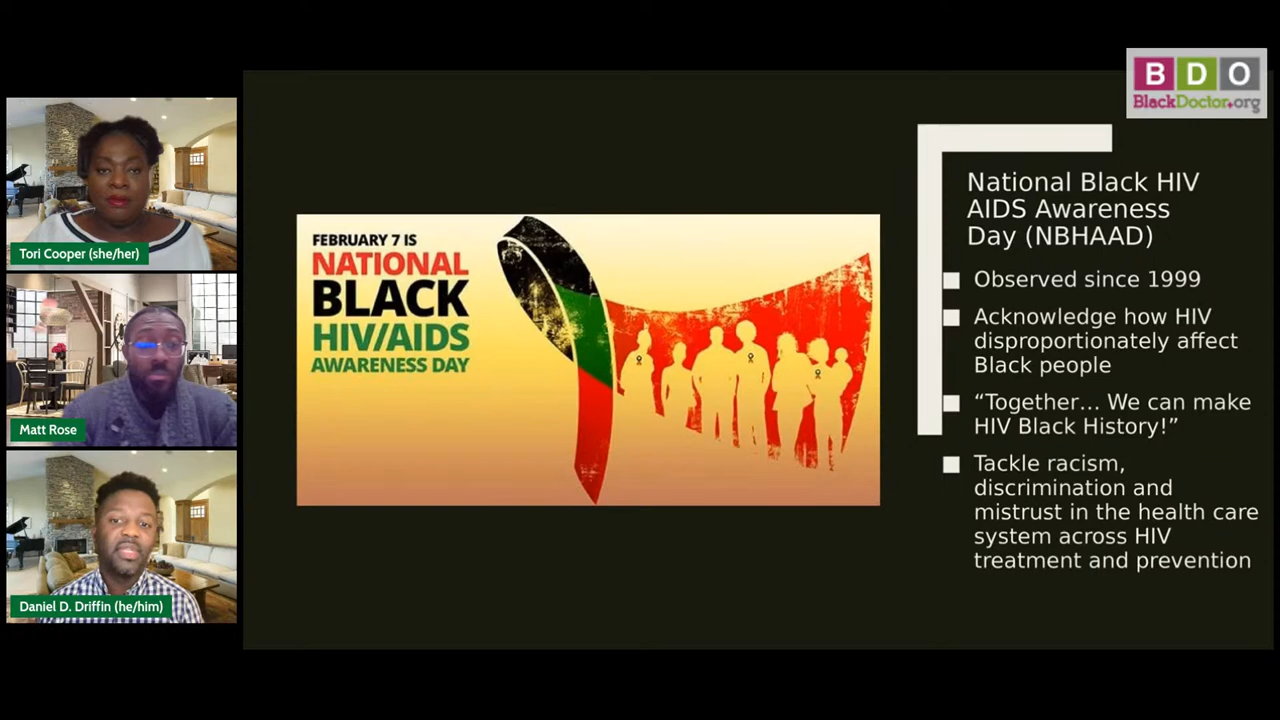 B D O
BlackDoctor.org
Tori Cooper (she/her)
Matt Rose
Daniel D. Driffin (he/him)
FEBRUARY 7 IS
NATIONAL
BLACK
HIV/AIDS
AWARENESS DAY
National Black HIV
AIDS Awareness
Day (NBHAAD)
Observed since 1999
Acknowledge how HIV
disproportionately affect
Black people
“Together... We can make
HIV Black History!”
Tackle racism,
discrimination and
mistrust in the health care
system across HIV
treatment and prevention